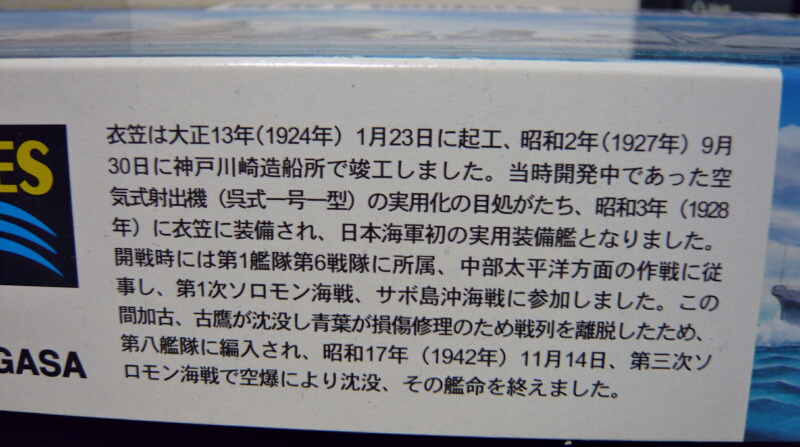 衣笠は大正13年（1924年）1月23日に起工、昭和2年（1927年）9月
30日に神戸川崎造船所で竣工しました。当時開発中であった空
気式射出機（呉式一号一型）の実用化の目処がたち、昭和3年（1928
年）に衣笠に装備され、日本海軍初の実用装備艦となりました。
開戦時には第1艦隊第6戦隊に所属、中部太平洋方面の作戦に従
事し、第1次ソロモン海戦、サボ島沖海戦に参加しました。この
間加古、古鷹が沈没し青葉が損傷修理のため戦列を離脱したため、
第八艦隊に編入され、昭和17年（1942年）11月14日、第三次ソ
ロモン海戦で空爆により沈没、その艦命を終えました。
ES
GASA